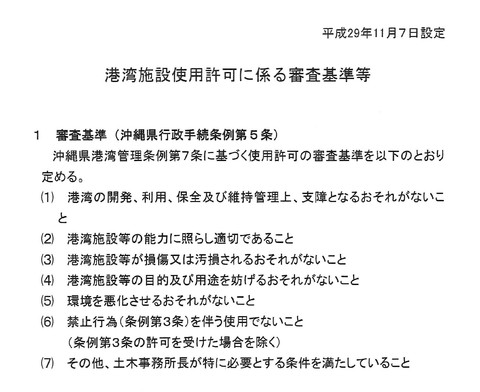 平成29年11月7日設定
港湾施設使用許可に係る審査基準等
1 審査基準(沖縄県行政手続条例第5条)
沖縄県港湾管理条例第7条に基づく使用許可の審査基準を以下のとおり
定める。
(1) 港湾の開発、利用、保全及び維持管理上、支障となるおそれがないこ
と
(2) 港湾施設等の能力に照らし適切であること
(3) 港湾施設等が損傷又は汚損されるおそれがないこと
(4) 港湾施設等の目的及び用途を妨げるおそれがないこと
(5) 環境を悪化させるおそれがないこと
(6) 禁止行為(条例第3条)を伴う使用でないこと
(条例第3条の許可を受けた場合を除く)
(7) その他、土木事務所長が特に必要とする条件を満たしていること